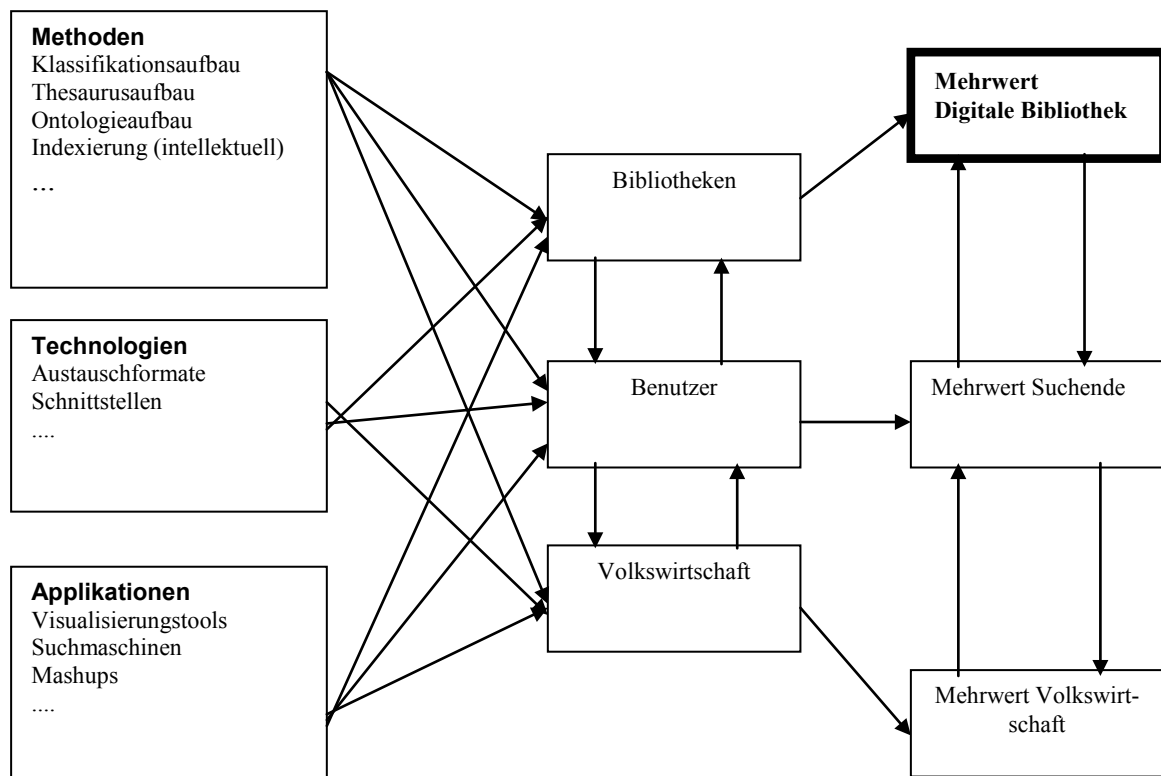 Methoden
Klassifikationsaufbau
Thesaurusaufbau
Ontologieaufbau
Indexierung (intellektuell)
...
Technologien
Austauschformate
Schnittstellen
....
Applikationen
Visualisierungstools
Suchmaschinen
Mashups
....
Bibliotheken
Benutzer
Volkswirtschaft
Mehrwert
Digitale Bibliothek
Mehrwert Suchende
Mehrwert Volkswirt-
schaft